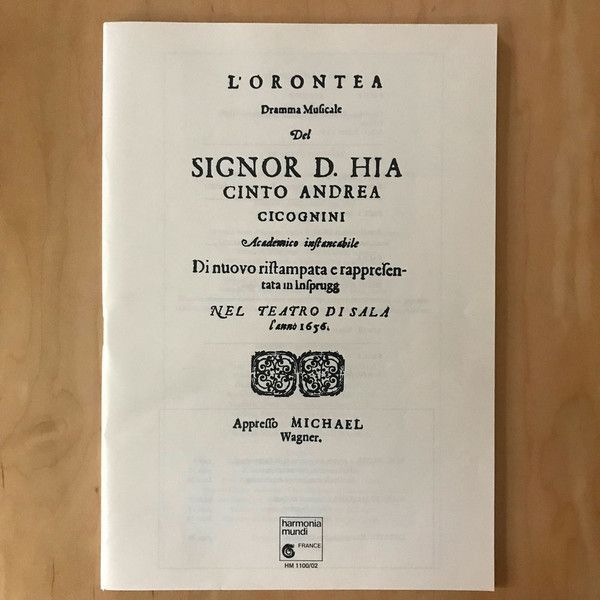 L'ORONTEA
Dramma Muſicale
Del
SIGNOR D. HIA
CINTO ANDREA
CICOGNINI
Academico inſtancabile
Di nuovo riſtampata e rappreſen-
tata in Inſprugg
NEL TEATRO DI SALA
l'anno 1656.
Appreſſo MICHAEL
Wagner.
harmonia
mundi
FRANCE
HM 1100/02